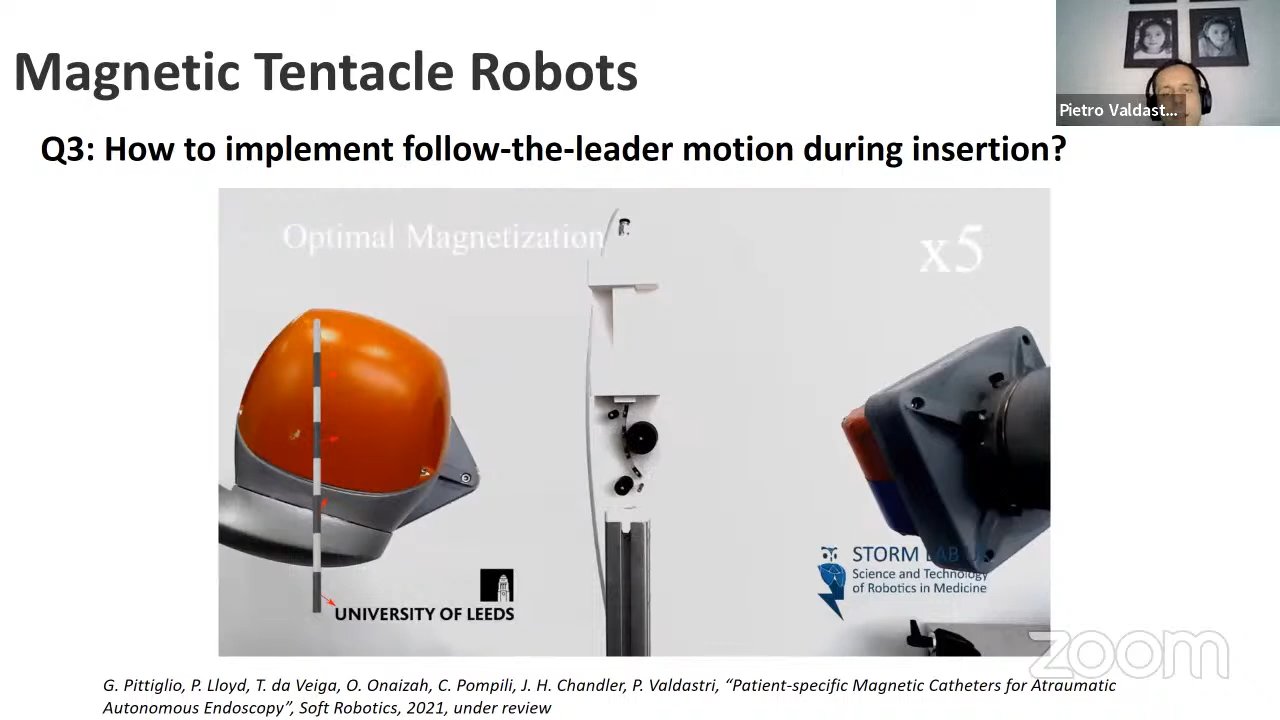 Magnetic Tentacle Robots
Pietro Valdast...
Q3: How to implement follow-the-leader motion during insertion?
Optimal Magnetization
x5
STORM LAB
Science and Technology
of Robotics in Medicine
UNIVERSITY OF LEEDS
zoom
G. Pittiglio, P. Lloyd, T. da Veiga, O. Onaizah, C. Pompili, J. H. Chandler, P. Valdastri, “Patient-specific Magnetic Catheters for Atraumatic
Autonomous Endoscopy”, Soft Robotics, 2021, under review